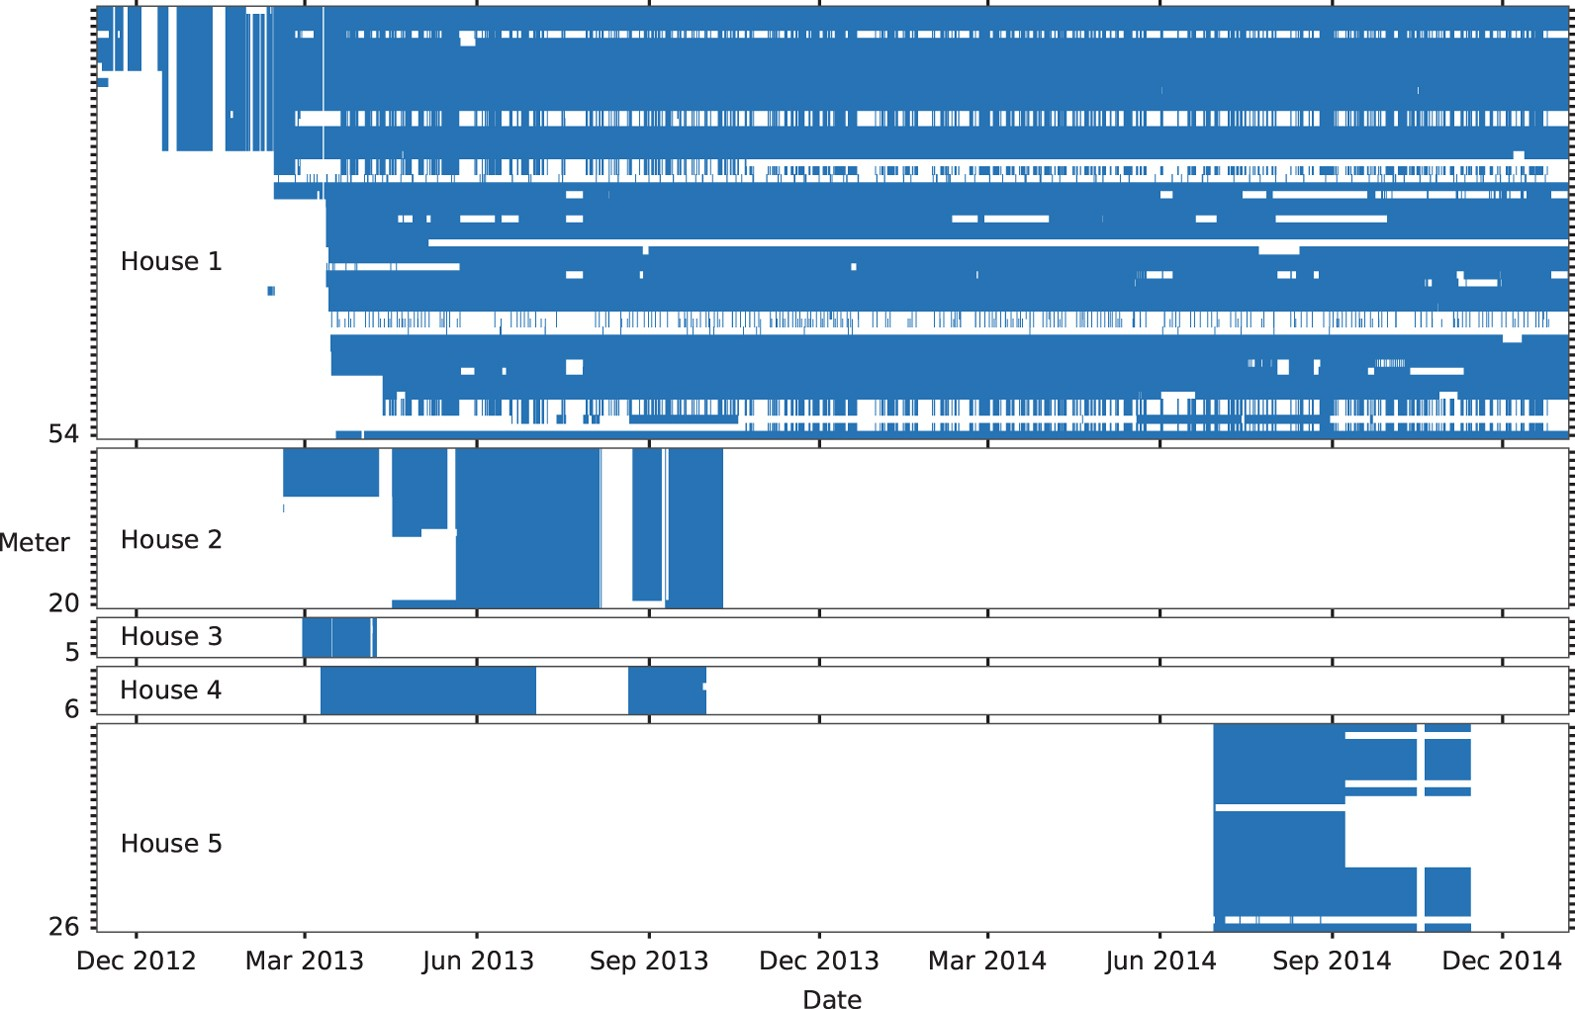 House 1
54
House 2
Meter
20
House 3
5
House 4
6
House 5
26
Dec 2012 Mar 2013 Jun 2013 Sep 2013 Dec 2013 Mar 2014 Jun 2014 Sep 2014 Dec 2014
Date